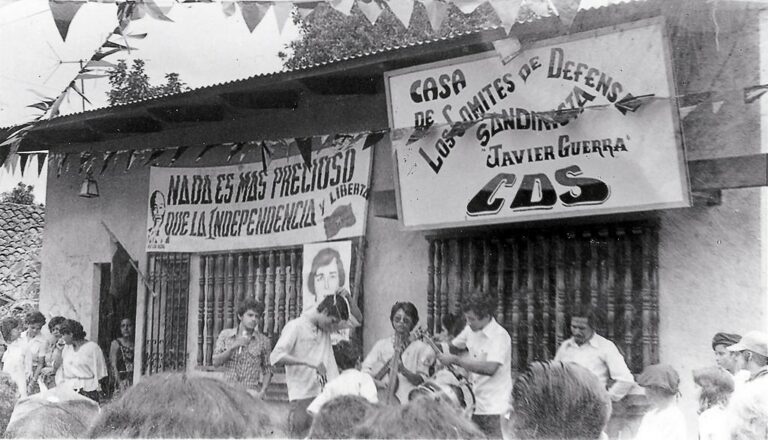 NADA ES MAS PRECIOSO
QUE LA INDEPENDENCIA Y LIBERTAD
CASA
DE
LOS COMITES DE DEFENSA
SANDINISTA
"JAVIER GUERRA"
CDS